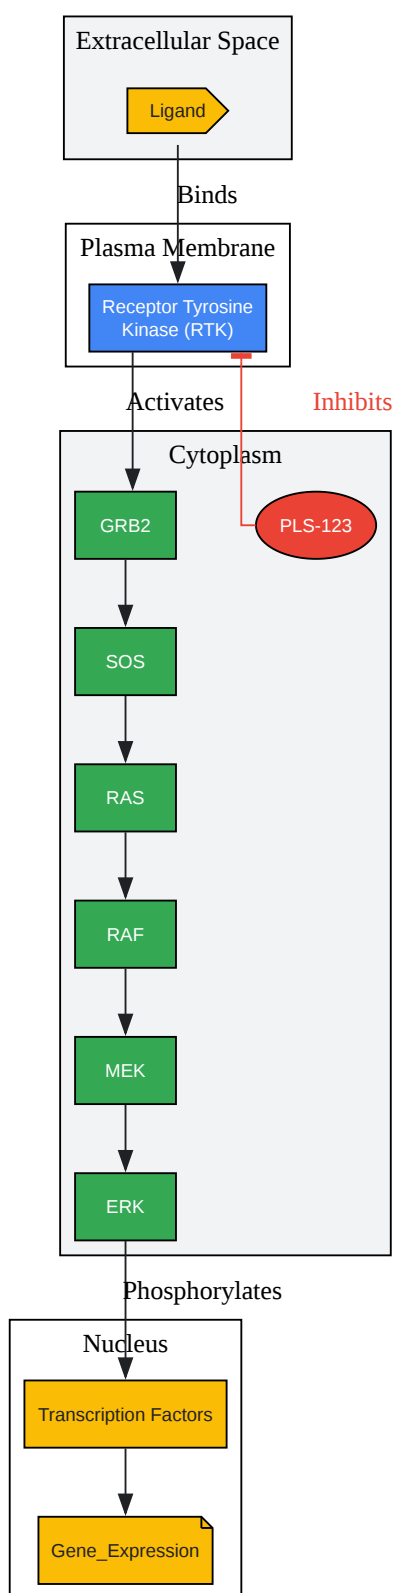 Extracellular Space
Ligand
Binds
Plasma Membrane
Receptor Tyrosine
Kinase (RTK)
Activates
Inhibits
Cytoplasm
GRB2
PLS-123
SOS
RAS
RAF
MEK
ERK
Phosphorylates
Nucleus
Transcription Factors
Gene_Expression